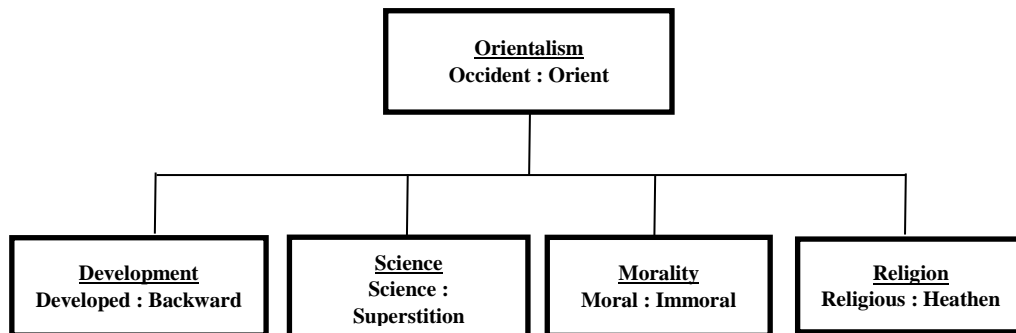 Orientalism
Occident : Orient
Development
Developed : Backward
Science
Science :
Superstition
Morality
Moral : Immoral
Religion
Religious : Heathen